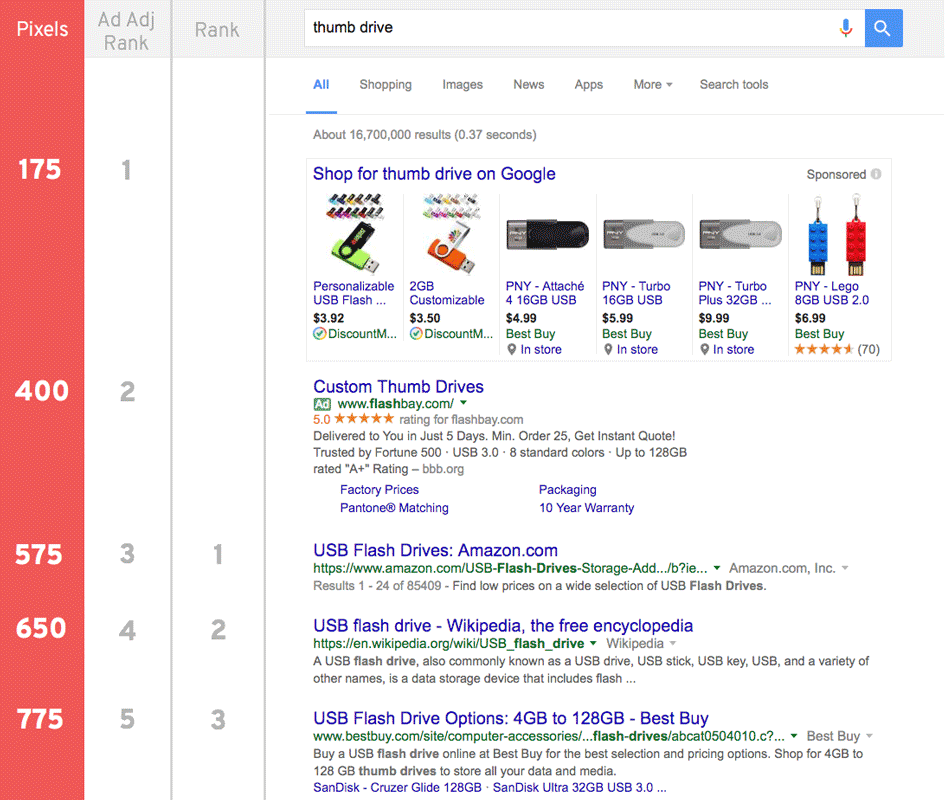 Pixels
Ad Adj
Rank
Rank
thumb drive
All Shopping Images News Apps More Search tools
About 16,700,000 results (0.37 seconds)
175 1
Shop for thumb drive on Google Sponsored
Personalizable 2GB PNY - Attaché PNY - Turbo PNY - Turbo PNY - Lego
USB Flash ... Customizable 4 16GB USB 16GB USB Plus 32GB ... 8GB USB 2.0
$3.92 $3.50 $4.99 $5.99 $9.99 $6.99
DiscountM... DiscountM... Best Buy Best Buy Best Buy Best Buy
In store In store In store (70)
400 2
Custom Thumb Drives
Ad www.flashbay.com/
5.0 ★★★★★ rating for flashbay.com
Delivered to You in Just 5 Days. Min. Order 25, Get Instant Quote!
Trusted by Fortune 500 · USB 3.0 · 8 standard colors · Up to 128GB
rated "A+" Rating – bbb.org
Factory Prices Packaging
Pantone® Matching 10 Year Warranty
575 3 1
USB Flash Drives: Amazon.com
https://www.amazon.com/USB-Flash-Drives-Storage-Add.../b?ie... Amazon.com, Inc.
Results 1 - 24 of 85409 - Find low prices on a wide selection of USB Flash Drives.
650 4 2
USB flash drive - Wikipedia, the free encyclopedia
https://en.wikipedia.org/wiki/USB_flash_drive Wikipedia
A USB flash drive, also commonly known as a USB drive, USB stick, USB key, USB, and a variety of
other names, is a data storage device that includes flash ...
775 5 3
USB Flash Drive Options: 4GB to 128GB - Best Buy
www.bestbuy.com/site/computer-accessories/...flash-drives/abcat0504010.c?... Best Buy
Buy a USB flash drive online at Best Buy for the best selection and pricing options. Shop for 4GB to
128 GB thumb drives to store all your data and media.
SanDisk - Cruzer Glide 128GB · SanDisk Ultra 32GB USB 3.0 ...